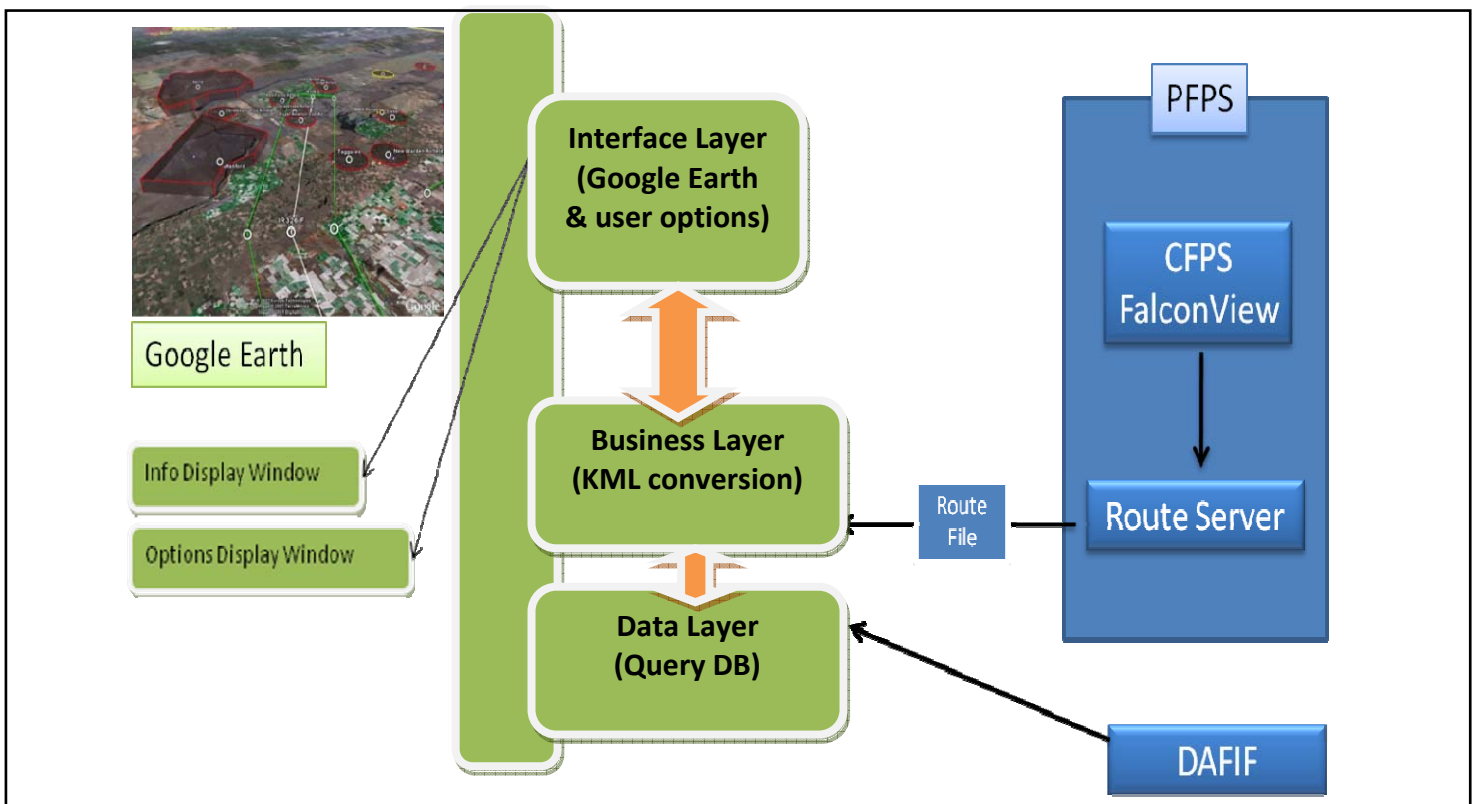 Google Earth
Info Display Window
Options Display Window
Interface Layer
(Google Earth
& user options)
Business Layer
(KML conversion)
Data Layer
(Query DB)
Route
File
PFPS
CFPS
FalconView
Route Server
DAFIF
Google